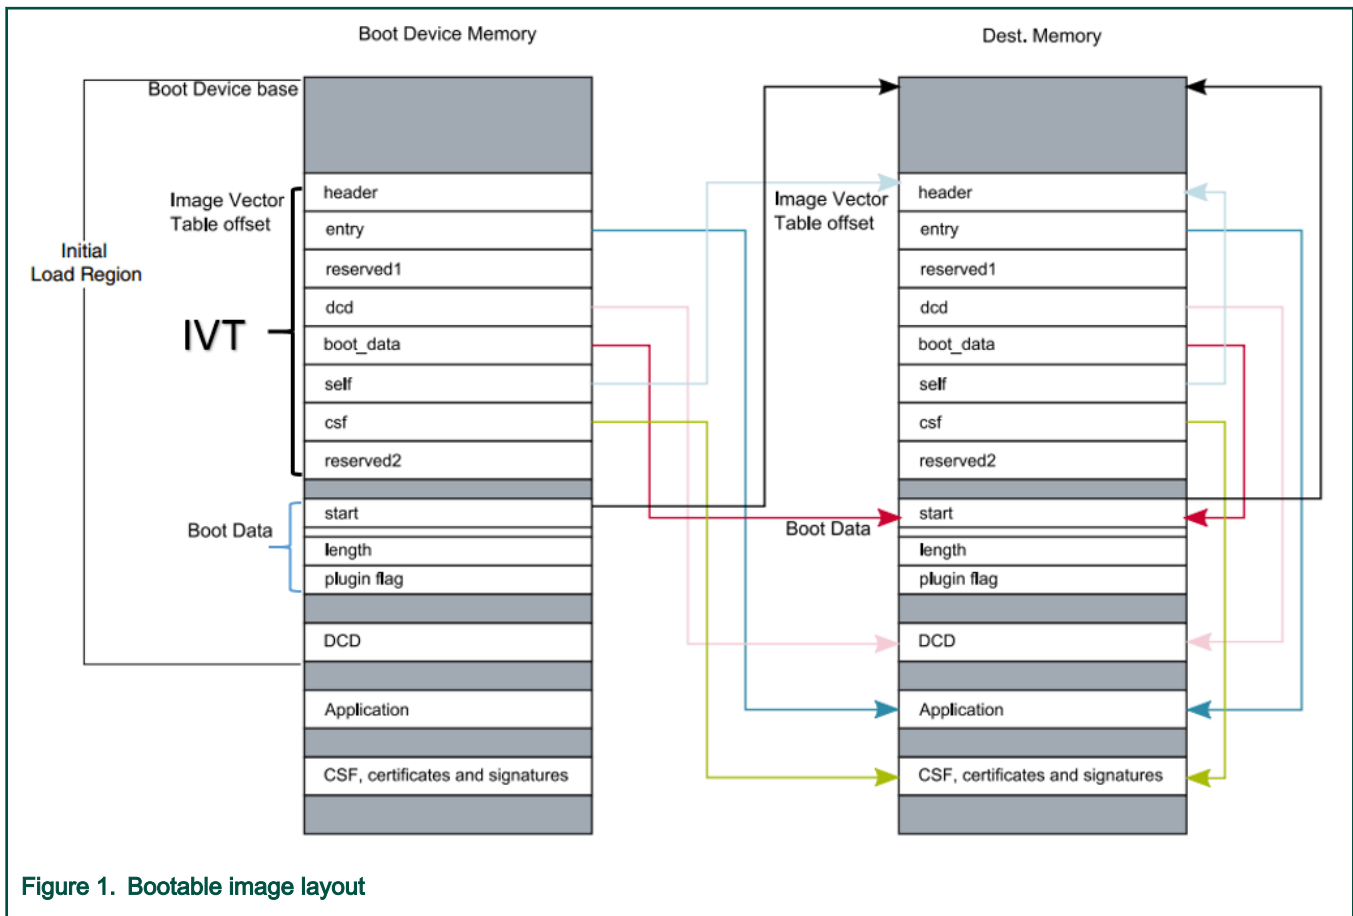 Boot Device Memory
Dest. Memory
Boot Device base
Image Vector
Table offset
Initial
Load Region
IVT
Boot Data
header
entry
reserved1
dcd
boot_data
self
csf
reserved2
start
length
plugin flag
DCD
Application
CSF, certificates and signatures
Image Vector
Table offset
Boot Data
header
entry
reserved1
dcd
boot_data
self
csf
reserved2
start
length
plugin flag
DCD
Application
CSF, certificates and signatures
Figure 1. Bootable image layout